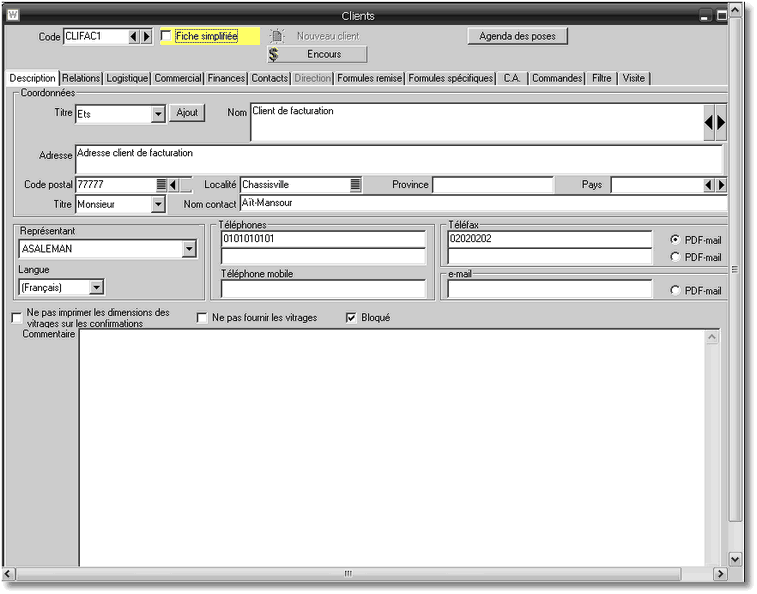 Clients
Code CLIFAC1 Fiche simplifiée Nouveau client Agenda des poses
$ Encours
Description Relations Logistique Commercial Finances Contacts Direction Formules remise Formules spécifiques C.A. Commandes Filtre Visite
Coordonnées
Titre Ets Ajout Nom Client de facturation
Adresse Adresse client de facturation
Code postal 77777 Localité Chassisville Province Pays
Titre Monsieur Nom contact Aït-Mansour
Représentant Téléphones Téléfax
ASALEMAN 0101010101 02020202 PDF-mail
PDF-mail
Langue Téléphone mobile e-mail
(Français) PDF-mail
Ne pas imprimer les dimensions des
vitrages sur les confirmations
Ne pas fournir les vitrages Bloqué
Commentaire